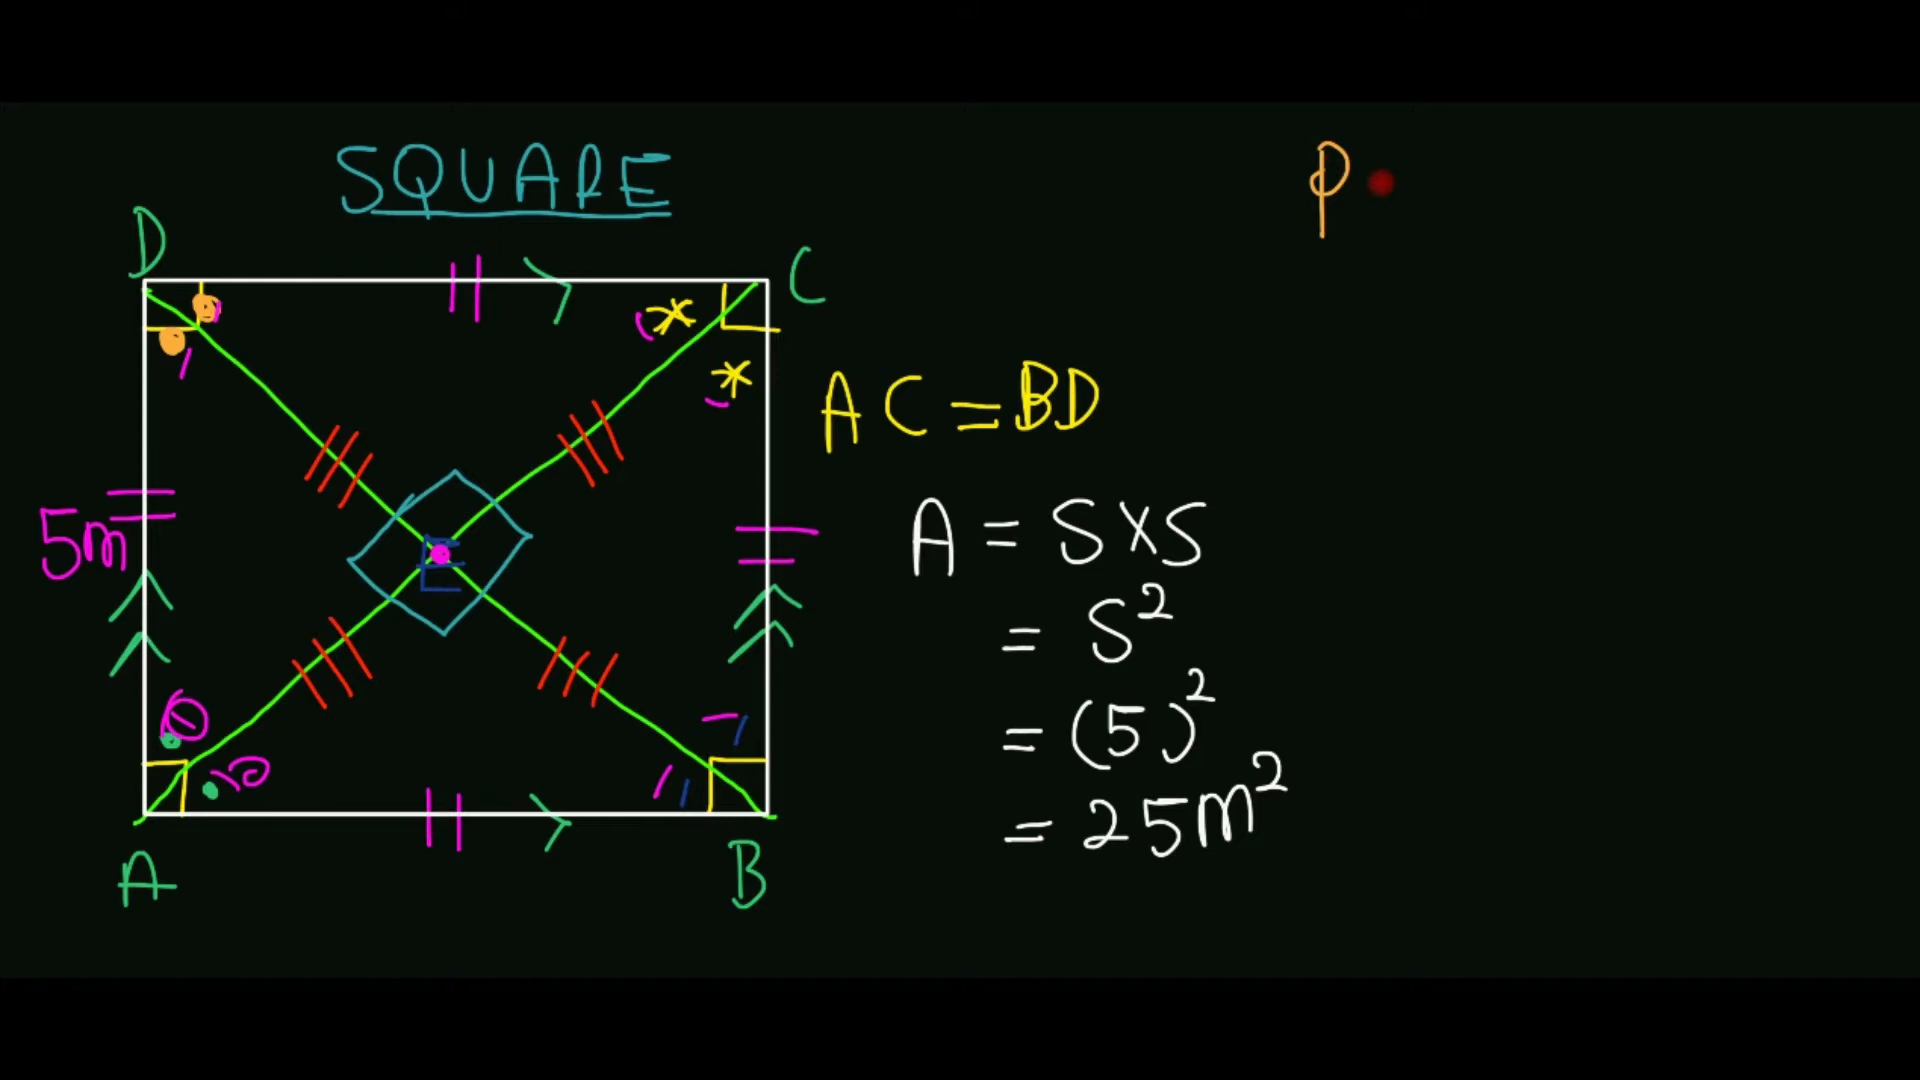 SQUARE
P
D
C
AC=BD
5m
E
A = S×S
= S²
= (5)²
= 25m²
A
B